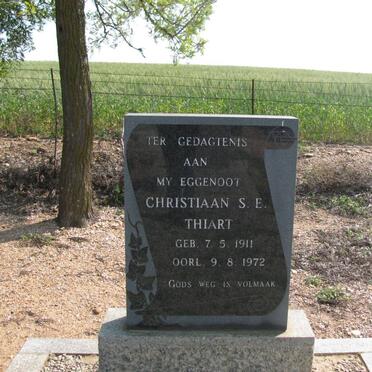 TER GEDAGTENIS
AAN
MY EGGENOOT
CHRISTIAAN S. E.
THIART
GEB. 7. 5. 1911
OORL. 9. 8. 1972
GODS WEG IS VOLMAAK